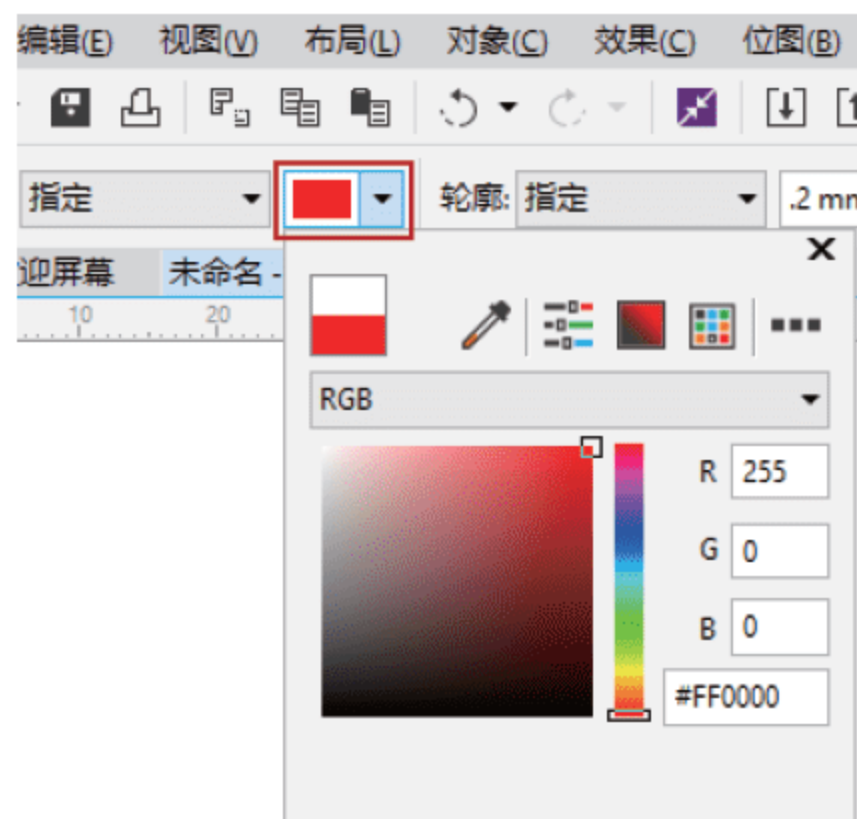 编辑(E) 视图(V) 布局(L) 对象(C) 效果(C) 位图(B)
指定 轮廓: 指定 .2 mm
迎屏幕 未命名 -
10 20
RGB
R 255
G 0
B 0
#FF0000